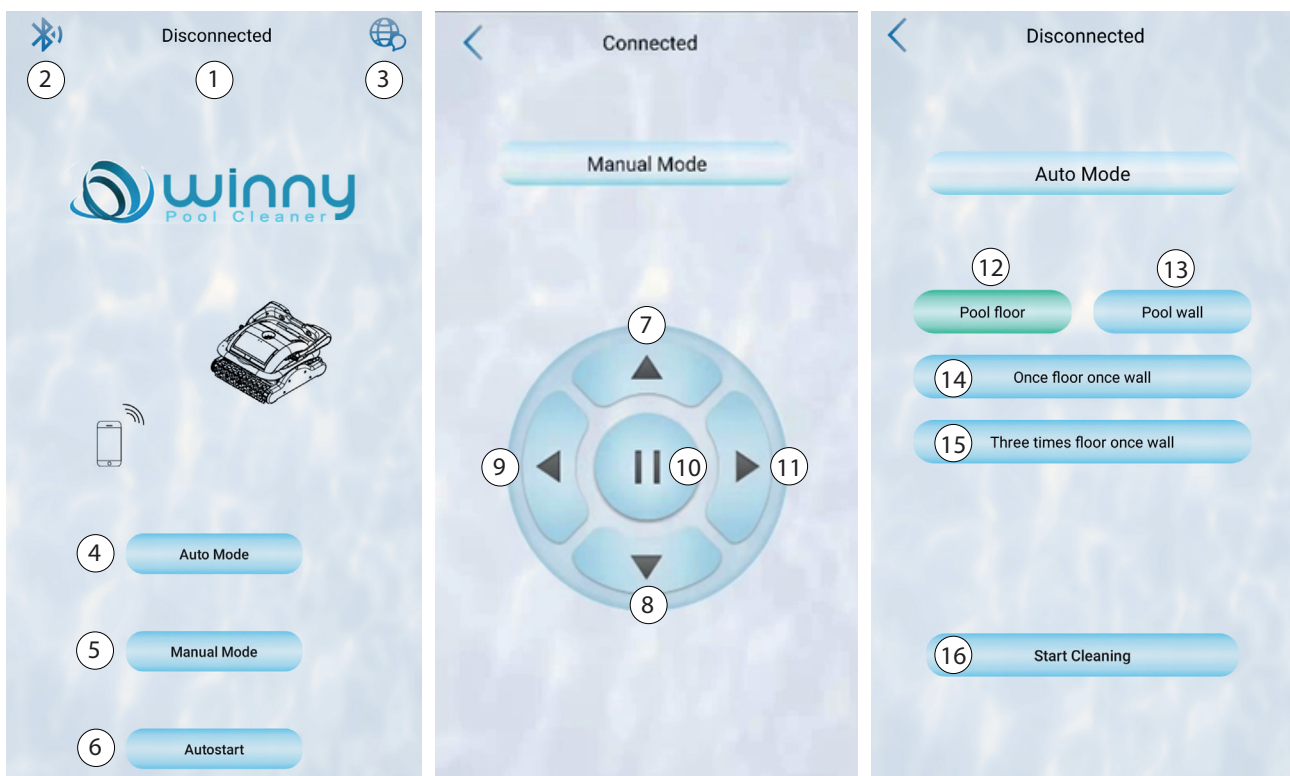 Disconnected
2
1
3
winny
Pool Cleaner
4
Auto Mode
5
Manual Mode
6
Autostart
Connected
Manual Mode
7
9
10
11
8
Disconnected
Auto Mode
12
13
Pool floor
Pool wall
14
Once floor once wall
15
Three times floor once wall
16
Start Cleaning